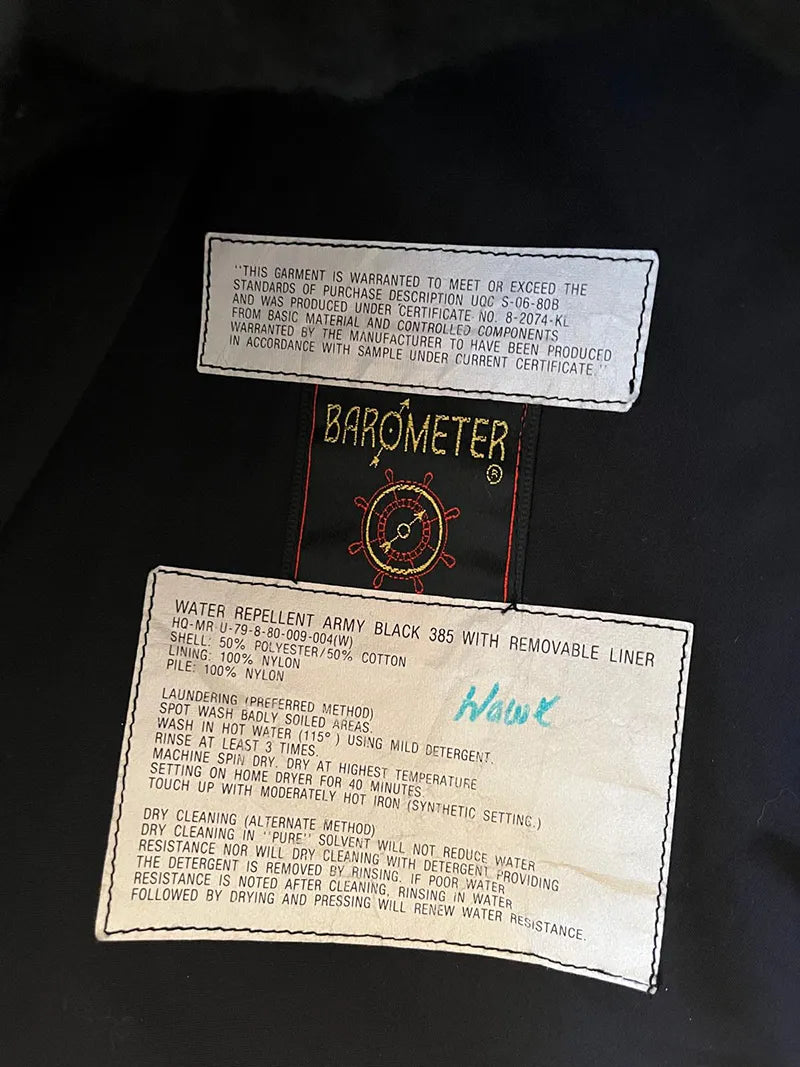 "THIS GARMENT IS WARRANTED TO MEET OR EXCEED THE
STANDARDS OF PURCHASE DESCRIPTION UQC S-06-80B
AND WAS PRODUCED UNDER CERTIFICATE NO. 8-2074-KL
FROM BASIC MATERIAL AND CONTROLLED COMPONENTS
WARRANTED BY THE MANUFACTURER TO HAVE BEEN PRODUCED
IN ACCORDANCE WITH SAMPLE UNDER CURRENT CERTIFICATE."
BAROMETER
®
WATER REPELLENT ARMY BLACK 385 WITH REMOVABLE LINER
HQ-MR U-79-8-80-009-004(W)
SHELL: 50% POLYESTER/50% COTTON
LINING: 100% NYLON
PILE: 100% NYLON
LAUNDERING (PREFERRED METHOD)
SPOT WASH BADLY SOILED AREAS.
WASH IN HOT WATER (115°) USING MILD DETERGENT.
RINSE AT LEAST 3 TIMES.
MACHINE SPIN DRY. DRY AT HIGHEST TEMPERATURE
SETTING ON HOME DRYER FOR 40 MINUTES.
TOUCH UP WITH MODERATELY HOT IRON (SYNTHETIC SETTING.)
DRY CLEANING (ALTERNATE METHOD)
DRY CLEANING IN "PURE" SOLVENT WILL NOT REDUCE WATER
RESISTANCE NOR WILL DRY CLEANING WITH DETERGENT PROVIDING
THE DETERGENT IS REMOVED BY RINSING. IF POOR WATER
RESISTANCE IS NOTED AFTER CLEANING, RINSING IN WATER
FOLLOWED BY DRYING AND PRESSING WILL RENEW WATER RESISTANCE.